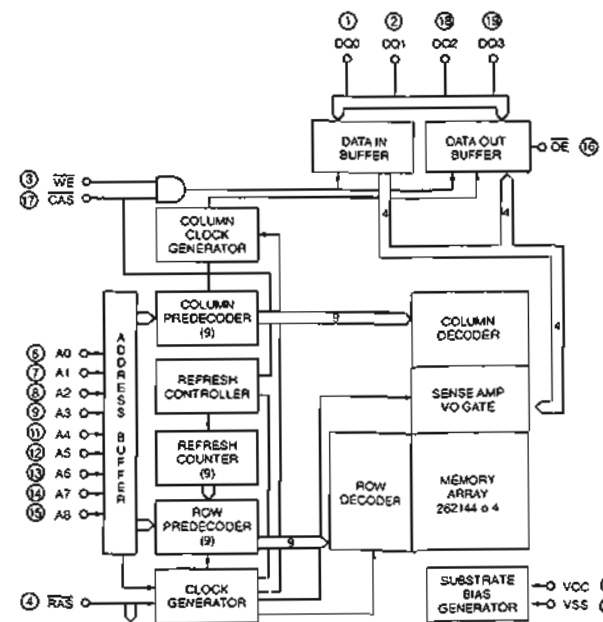 1 2 18 19
DQ0 DQ1 DQ2 DQ3
DATA IN BUFFER
DATA OUT BUFFER
OE 16
3 WE
17 CAS
4 4
COLUMN CLOCK GENERATOR
4
ADDRESS BUFFER
COLUMN PREDECODER (9)
9
COLUMN DECODER
6 A0
7 A1
8 A2
9 A3
11 A4
12 A5
13 A6
14 A7
15 A8
REFRESH CONTROLLER
SENSE AMP I/O GATE
REFRESH COUNTER (9)
ROW DECODER
MEMORY ARRAY 262144 o 4
ROW PREDECODER (9)
9
4 RAS
CLOCK GENERATOR
SUBSTRATE BIAS GENERATOR
VCC
VSS